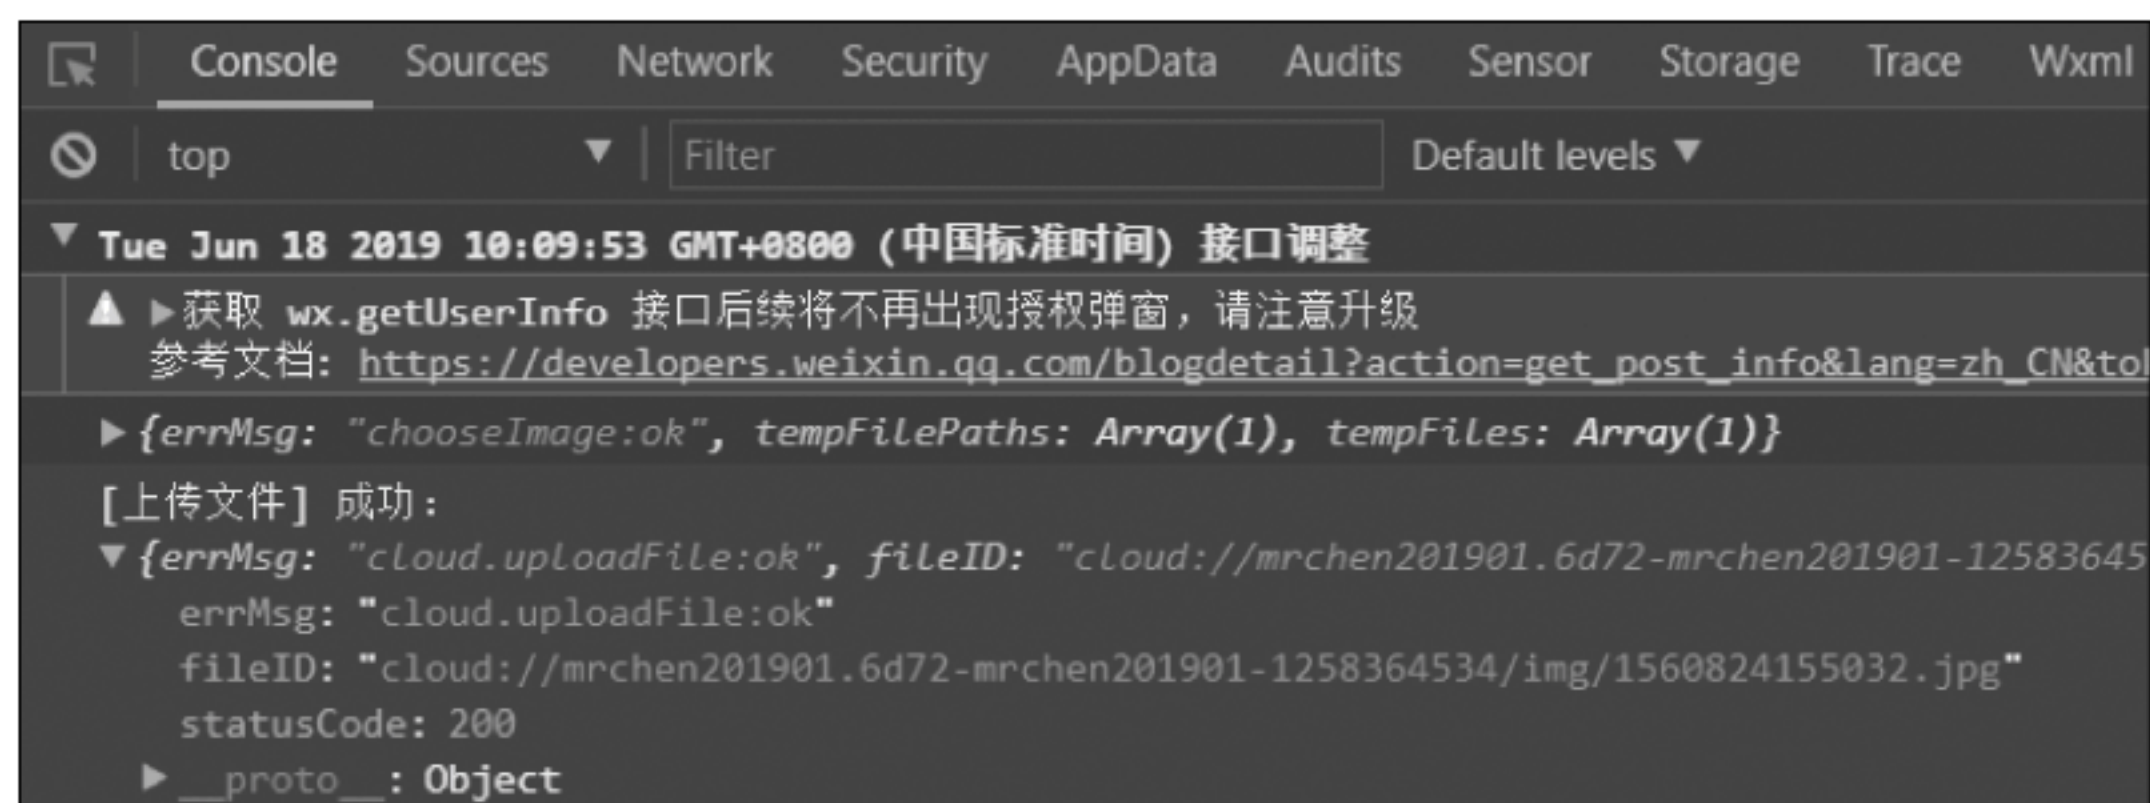 Console Sources Network Security AppData Audits Sensor Storage Trace Wxml
top Filter Default levels
Tue Jun 18 2019 10:09:53 GMT+0800 (中国标准时间) 接口调整
获取 wx.getUserInfo 接口后续将不再出现授权弹窗，请注意升级
参考文档: https://developers.weixin.qq.com/blogdetail?action=get_post_info&lang=zh_CN&tol
{errMsg: "chooseImage:ok", tempFilePaths: Array(1), tempFiles: Array(1)}
[上传文件] 成功：
{errMsg: "cloud.uploadFile:ok", fileID: "cloud://mrchen201901.6d72-mrchen201901-12583645
errMsg: "cloud.uploadFile:ok"
fileID: "cloud://mrchen201901.6d72-mrchen201901-1258364534/img/1560824155032.jpg"
statusCode: 200
__proto__: Object